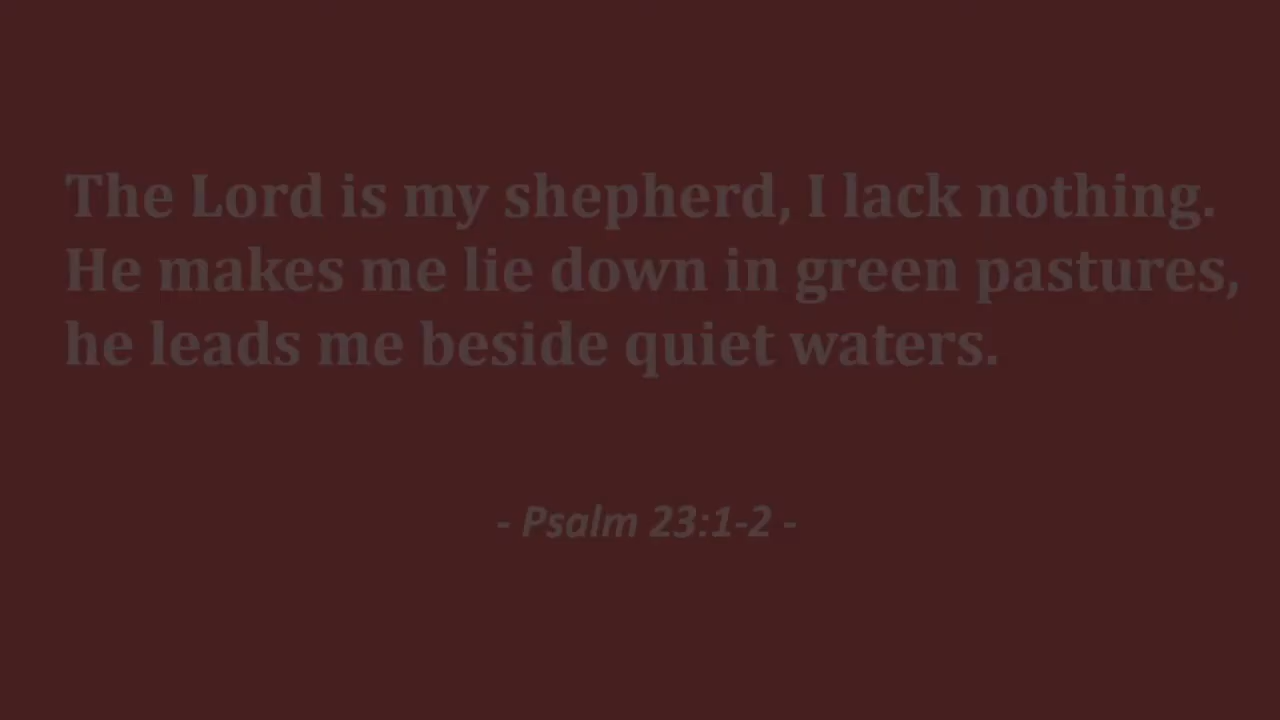 The Lord is my shepherd, I lack nothing.
He makes me lie down in green pastures,
he leads me beside quiet waters.
- Psalm 23:1-2 -